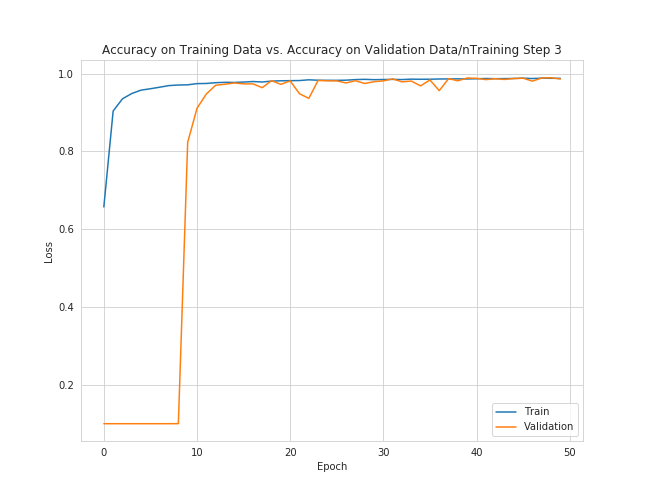 Accuracy on Training Data vs. Accuracy on Validation Data/nTraining Step 3
1.0
0.8
0.6
0.4
0.2
Loss
0
10
20
30
40
50
Epoch
Train
Validation